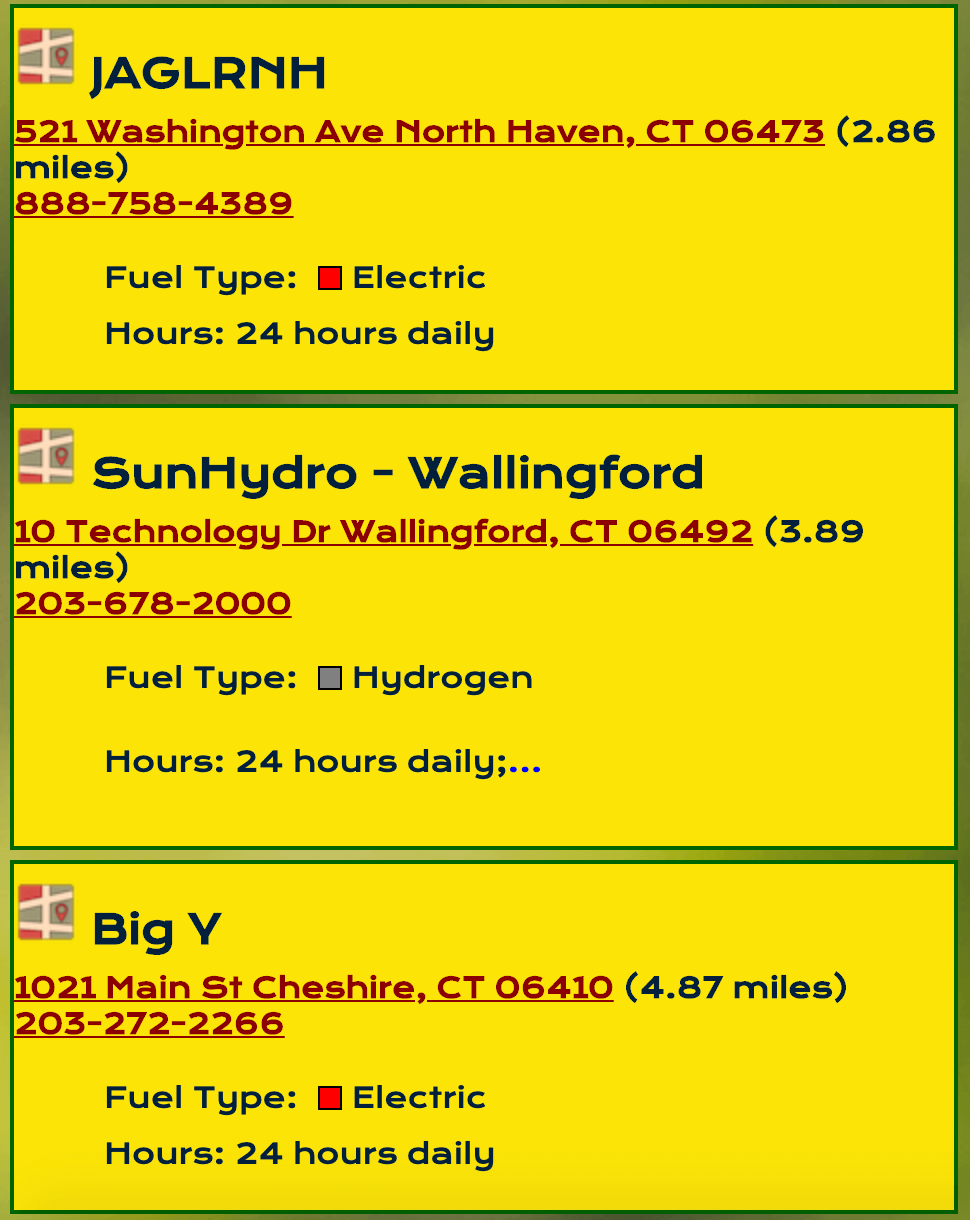 JAGLRNH
521 Washington Ave North Haven, CT 06473 (2.86
miles)
888-758-4389
Fuel Type: Electric
Hours: 24 hours daily
SunHydro - Wallingford
10 Technology Dr Wallingford, CT 06492 (3.89
miles)
203-678-2000
Fuel Type: Hydrogen
Hours: 24 hours daily;...
Big Y
1021 Main St Cheshire, CT 06410 (4.87 miles)
203-272-2266
Fuel Type: Electric
Hours: 24 hours daily